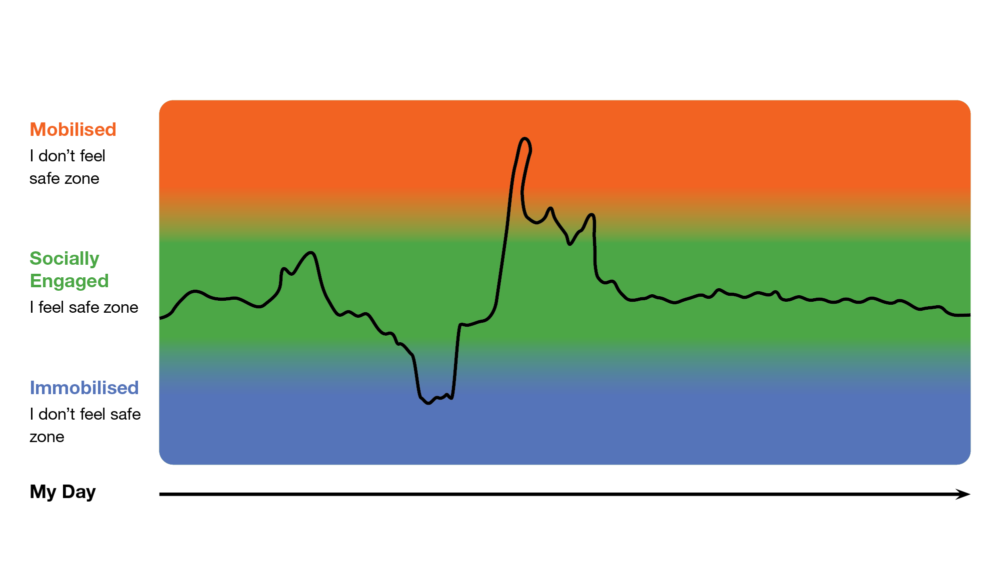 Mobilised
I don’t feel
safe zone
Socially
Engaged
I feel safe zone
Immobilised
I don’t feel safe
zone
My Day